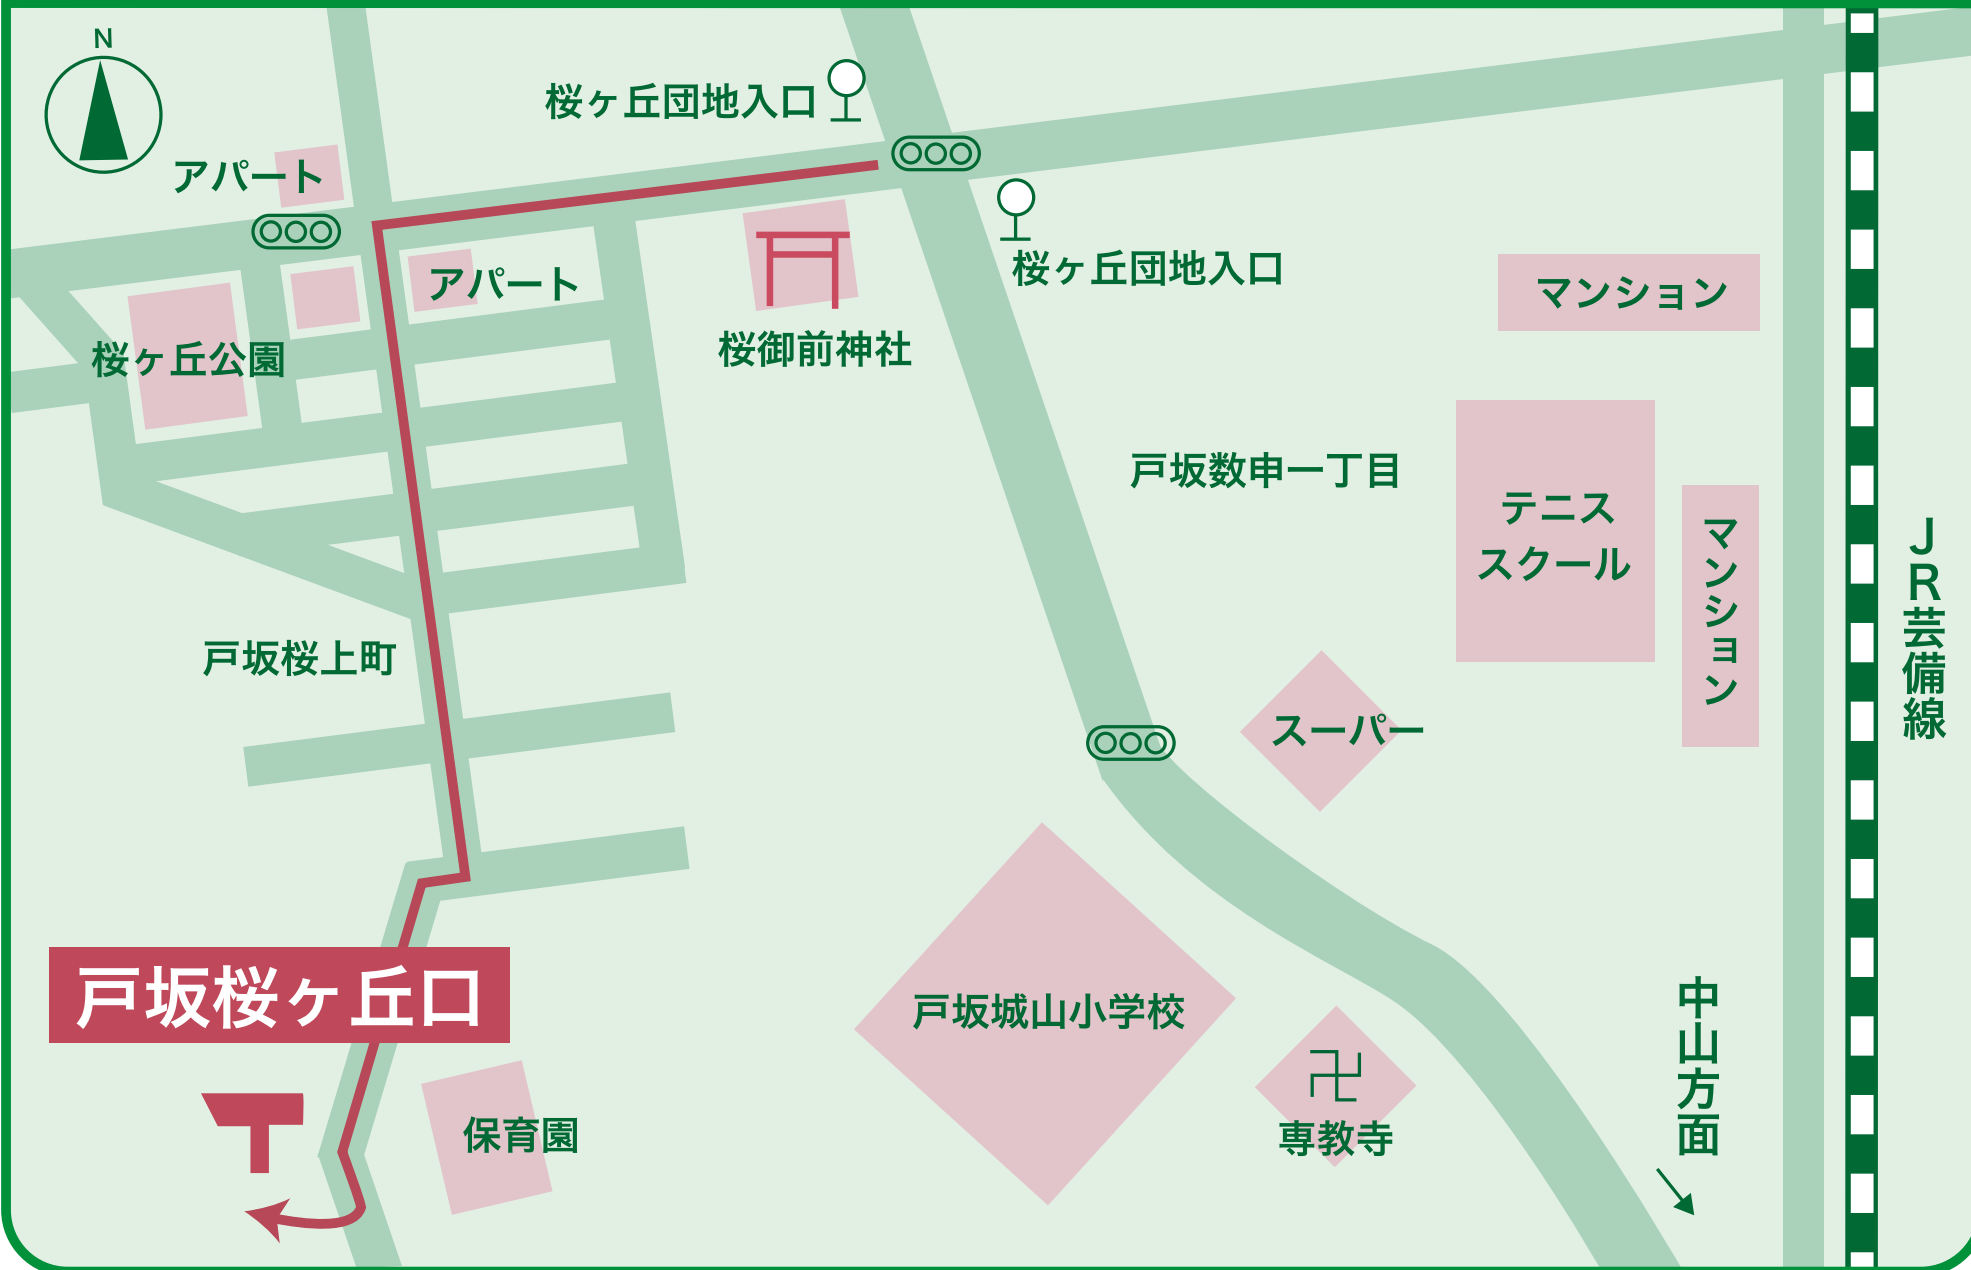 N
桜ヶ丘団地入口
アパート
桜ヶ丘団地入口
アパート
マンション
桜御前神社
桜ヶ丘公園
戸坂数申一丁目
テニス
スクール
マンション
JR芸備線
戸坂桜上町
スーパー
戸坂桜ヶ丘口
戸坂城山小学校
中山方面
保育園
卍
専教寺